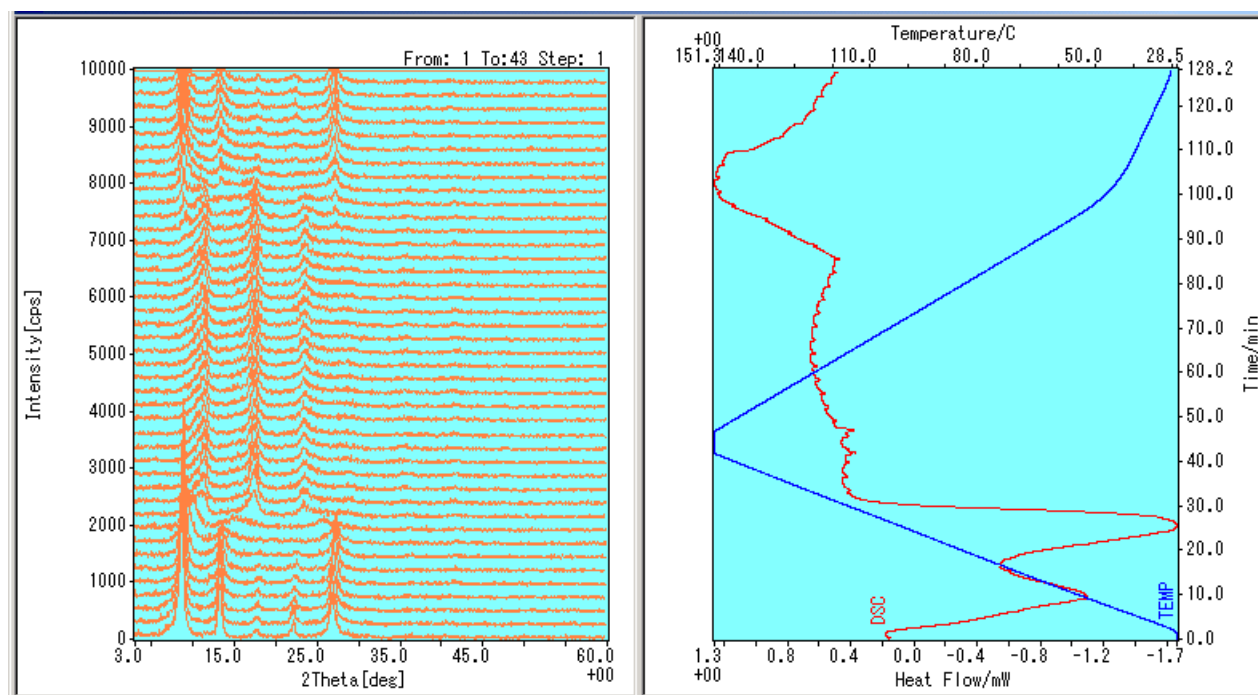 From: 1 To:43 Step: 1
10000
9000
8000
7000
6000
5000
4000
3000
2000
1000
0
Intensity[cps]
3.0 15.0 25.0 35.0 45.0 60.0
+00
2Theta[deg]
Temperature/C
+00
151.3 140.0 110.0 80.0 50.0 28.5
128.2
120.0
110.0
100.0
90.0
80.0
70.0
60.0
50.0
40.0
30.0
20.0
10.0
0.0
Time/min
DSC
TEMP
1.3 0.8 0.4 0.0 -0.4 -0.8 -1.2 -1.7
+00
Heat Flow/mW